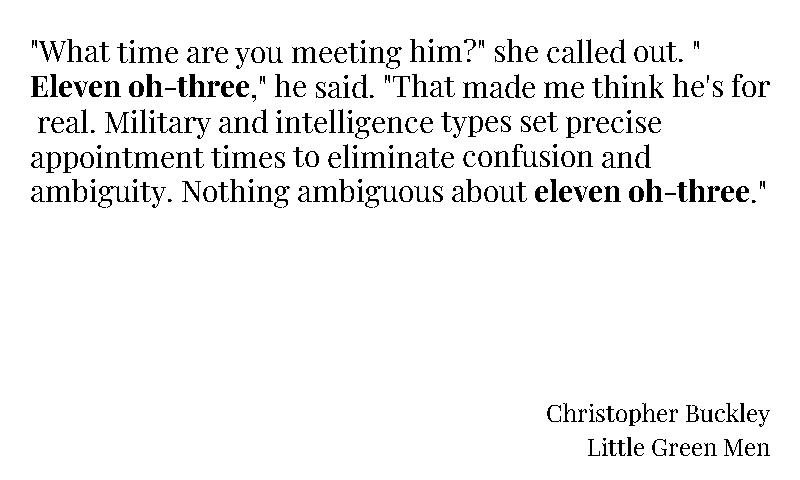 "What time are you meeting him?" she called out. "
Eleven oh-three," he said. "That made me think he's for
real. Military and intelligence types set precise
appointment times to eliminate confusion and
ambiguity. Nothing ambiguous about eleven oh-three."
Christopher Buckley
Little Green Men